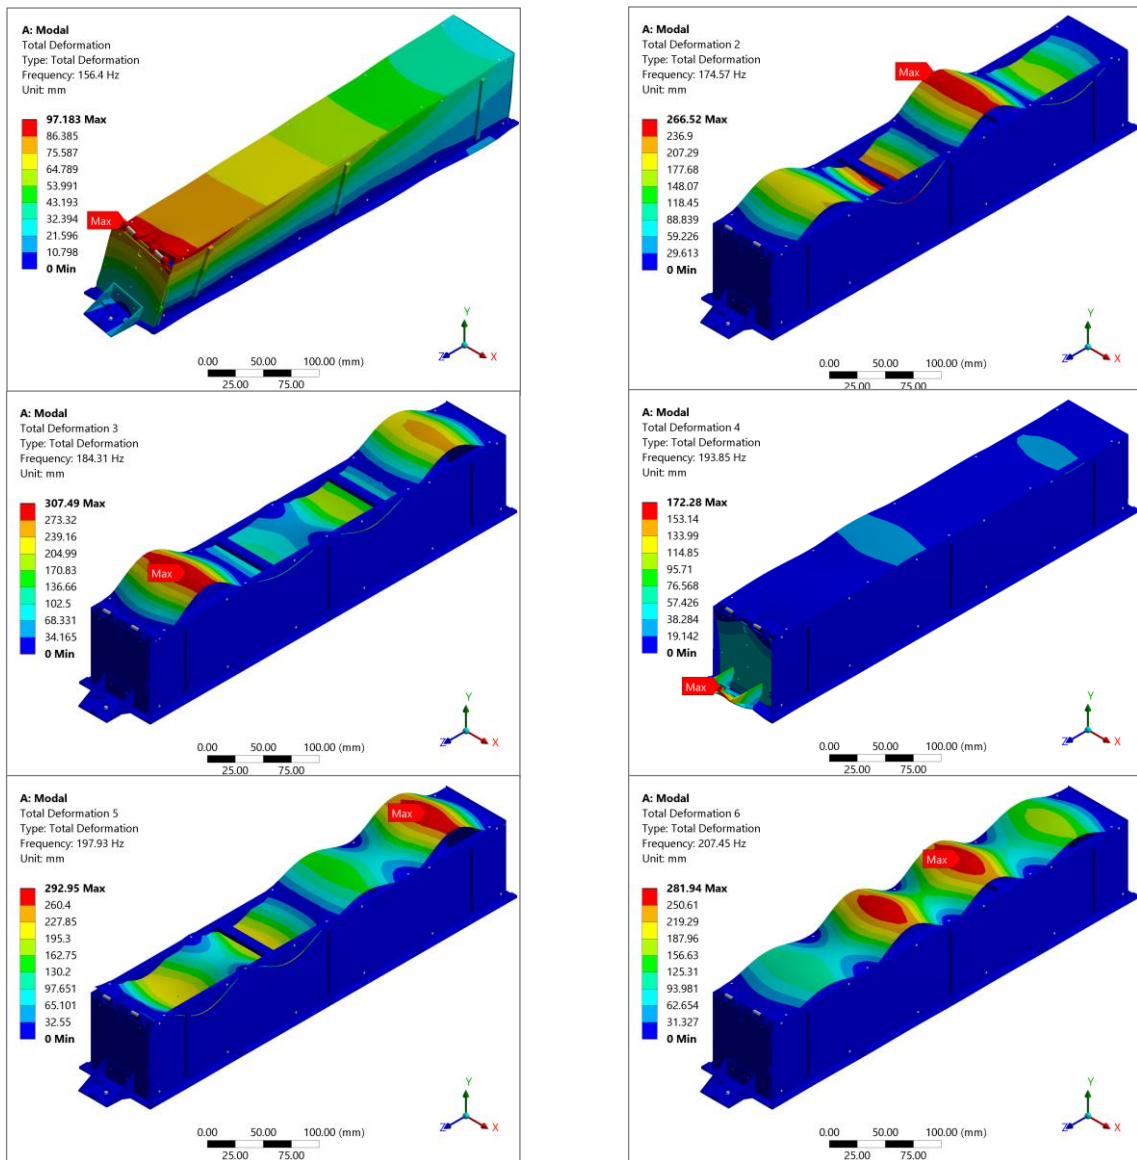 A: Modal
Total Deformation
Type: Total Deformation
Frequency: 156.4 Hz
Unit: mm
97.183 Max
86.385
75.587
64.789
53.991
43.193
32.394
21.596
10.798
0 Min
Max
Y
Z
X
0.00 50.00 100.00 (mm)
25.00 75.00
A: Modal
Total Deformation 2
Type: Total Deformation
Frequency: 174.57 Hz
Unit: mm
266.52 Max
236.9
207.29
177.68
148.07
118.45
88.839
59.226
29.613
0 Min
Max
Y
Z
X
0.00 50.00 100.00 (mm)
25.00 75.00
A: Modal
Total Deformation 3
Type: Total Deformation
Frequency: 184.31 Hz
Unit: mm
307.49 Max
273.32
239.16
204.99
170.83
136.66
102.5
68.331
34.165
0 Min
Max
Y
Z
X
0.00 50.00 100.00 (mm)
25.00 75.00
A: Modal
Total Deformation 4
Type: Total Deformation
Frequency: 193.85 Hz
Unit: mm
172.28 Max
153.14
133.99
114.85
95.71
76.568
57.426
38.284
19.142
0 Min
Max
Y
Z
X
0.00 50.00 100.00 (mm)
25.00 75.00
A: Modal
Total Deformation 5
Type: Total Deformation
Frequency: 197.93 Hz
Unit: mm
292.95 Max
260.4
227.85
195.3
162.75
130.2
97.651
65.101
32.55
0 Min
Max
Y
Z
X
0.00 50.00 100.00 (mm)
25.00 75.00
A: Modal
Total Deformation 6
Type: Total Deformation
Frequency: 207.45 Hz
Unit: mm
281.94 Max
250.61
219.29
187.96
156.63
125.31
93.981
62.654
31.327
0 Min
Max
Y
Z
X
0.00 50.00 100.00 (mm)
25.00 75.00